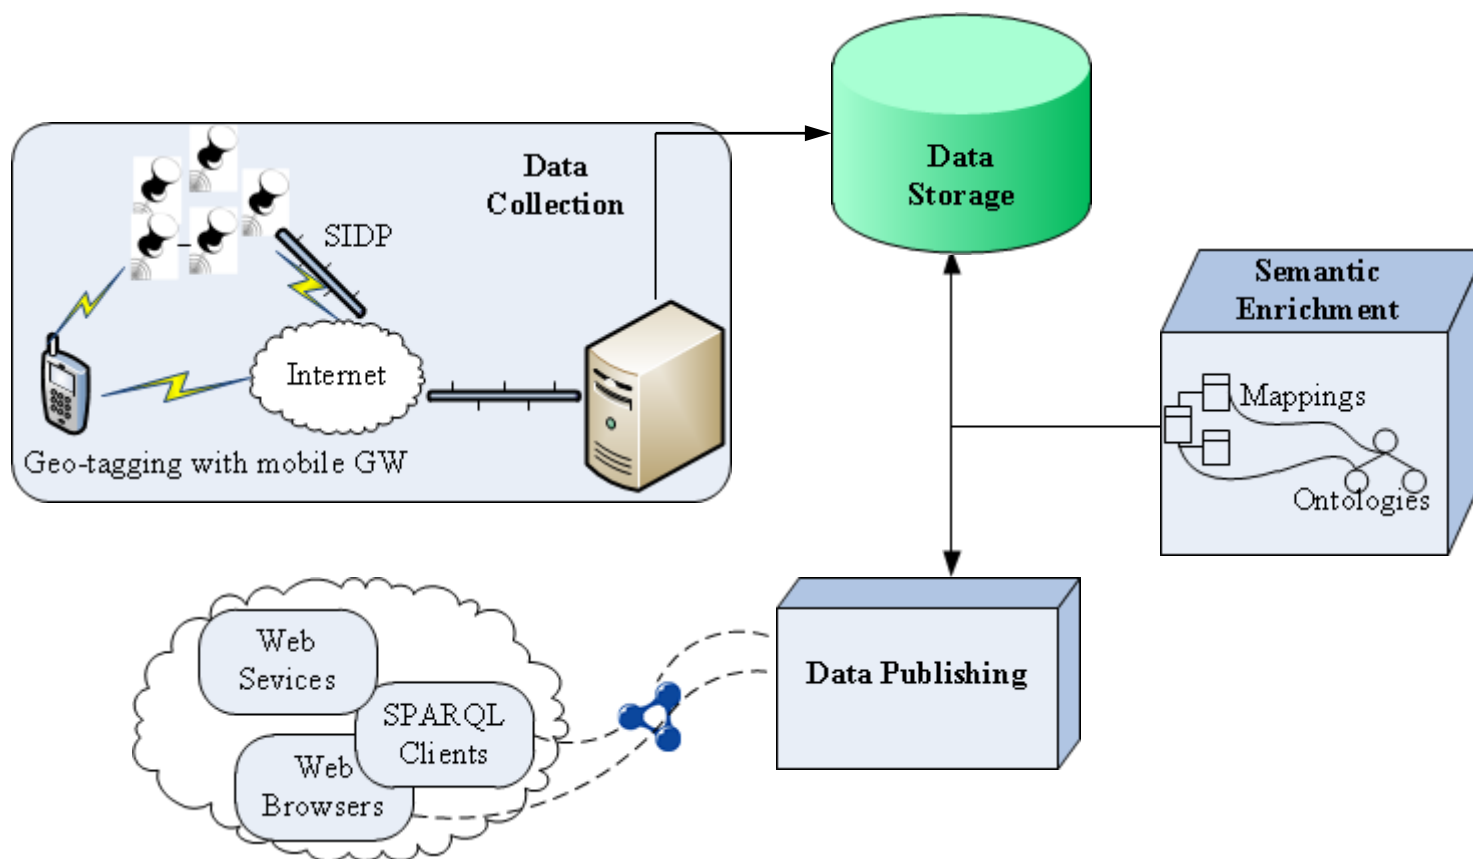 Data
Storage
Data
Collection
SIDP
Internet
Geo-tagging with mobile GW
Semantic
Enrichment
Mappings
Ontologies
Web
Sevices
SPARQL
Clients
Web
Browsers
Data Publishing